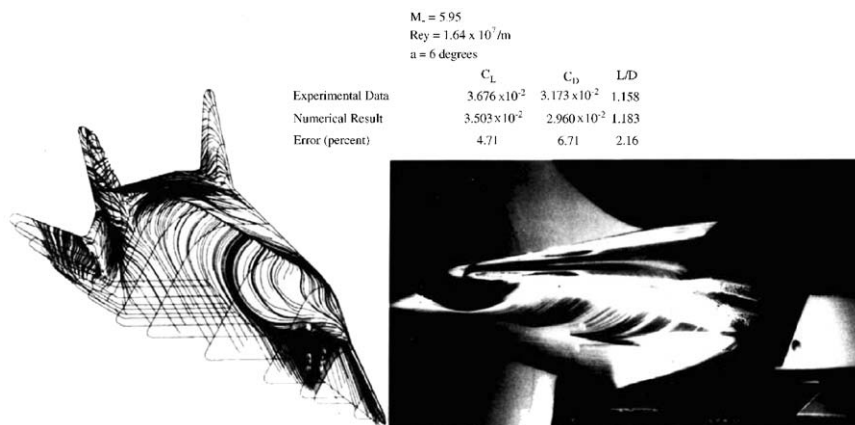 M∞ = 5.95
Rey = 1.64 x 10⁷/m
a = 6 degrees
C_L C_D L/D
Experimental Data 3.676 x10⁻² 3.173 x10⁻² 1.158
Numerical Result 3.503 x10⁻² 2.960 x10⁻² 1.183
Error (percent) 4.71 6.71 2.16